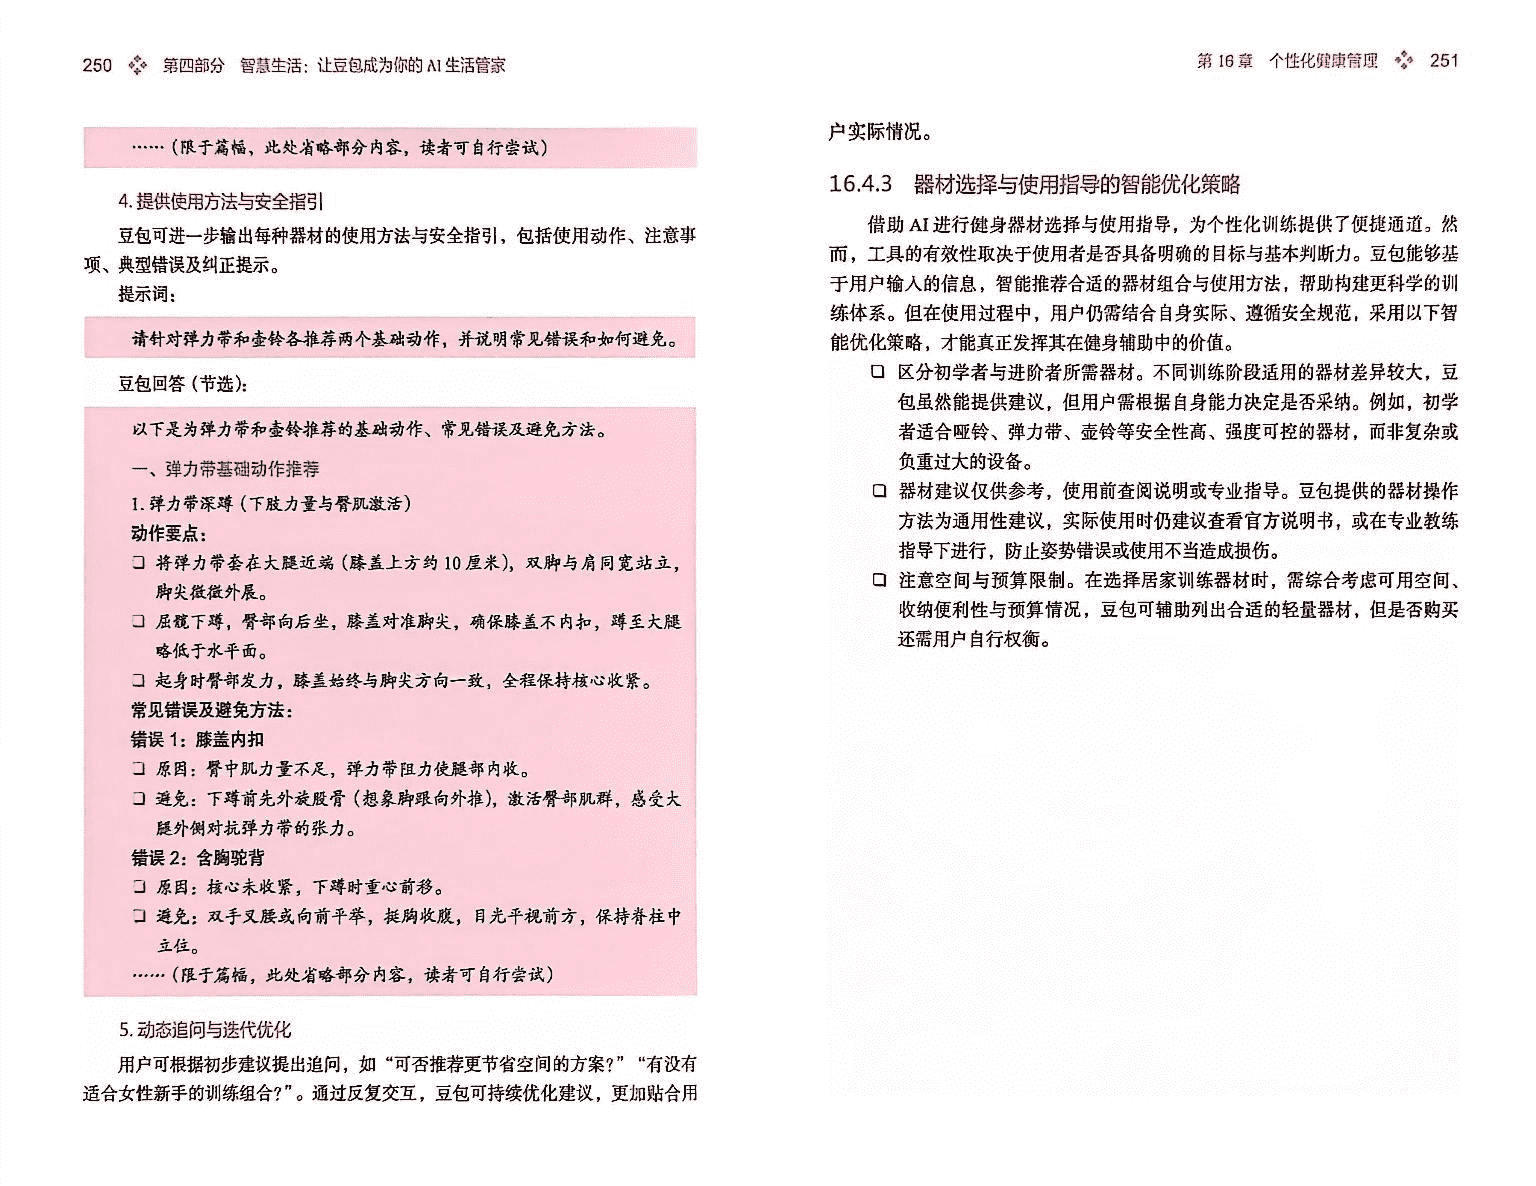 250 第四部分 智慧生活：让豆包成为你的 AI 生活管家
……（限于篇幅、此处省略部分内容，读者可自行尝试）
4. 提供使用方法与安全指引
豆包可进一步输出每种器材的使用方法与安全指引，包括使用动作、注意事
项、典型错误及纠正提示。
提示词：
请针对弹力带和壶铃各推荐两个基础动作，并说明常见错误和如何避免。
豆包回答（节选）：
以下是为弹力带和壶铃推荐的基础动作、常见错误及避免方法。
一、弹力带基础动作推荐
1. 弹力带深蹲（下肢力量与臀肌激活）
动作要点：
❑ 将弹力带套在大腿近端（膝盖上方约 10 厘米），双脚与肩同宽站立，
脚尖微微外展。
❑ 屈髋下蹲，臀部向后坐，膝盖对准脚尖，确保膝盖不内扣，蹲至大腿
略低于水平面。
❑ 起身时臀部发力，膝盖始终与脚尖方向一致，全程保持核心收紧。
常见错误及避免方法：
错误 1：膝盖内扣
❑ 原因：臀中肌力量不足，弹力带阻力使腿部内收。
❑ 避免：下蹲前先外旋股骨（想象脚跟向外推），激活臀部肌群，感受大
腿外侧对抗弹力带的张力。
错误 2：含胸驼背
❑ 原因：核心未收紧，下蹲时重心前移。
❑ 避免：双手叉腰或向前平举，挺胸收腹，目光平视前方，保持脊柱中
立位。
……（限于篇幅，此处省略部分内容，读者可自行尝试）
5. 动态追问与迭代优化
用户可根据初步建议提出追问，如“可否推荐更节省空间的方案？”“有没有
适合女性新手的训练组合？”。通过反复交互，豆包可持续优化建议，更加贴合用
第 16 章 个性化健康管理 251
户实际情况。
16.4.3 器材选择与使用指导的智能优化策略
借助 AI 进行健身器材选择与使用指导，为个性化训练提供了便捷通道。然
而，工具的有效性取决于使用者是否具备明确的目标与基本判断力。豆包能够基
于用户输入的信息，智能推荐合适的器材组合与使用方法，帮助构建更科学的训
练体系。但在使用过程中，用户仍需结合自身实际、遵循安全规范，采用以下智
能优化策略，才能真正发挥其在健身辅助中的价值。
❑ 区分初学者与进阶者所需器材。不同训练阶段适用的器材差异较大，豆
包虽然能提供建议，但用户需根据自身能力决定是否采纳。例如，初学
者适合哑铃、弹力带、壶铃等安全性高、强度可控的器材，而非复杂或
负重过大的设备。
❑ 器材建议仅供参考，使用前查阅说明或专业指导。豆包提供的器材操作
方法为通用性建议，实际使用时仍建议查看官方说明书，或在专业教练
指导下进行，防止姿势错误或使用不当造成损伤。
❑ 注意空间与预算限制。在选择居家训练器材时，需综合考虑可用空间、
收纳便利性与预算情况，豆包可辅助列出合适的轻量器材，但是否购买
还需用户自行权衡。